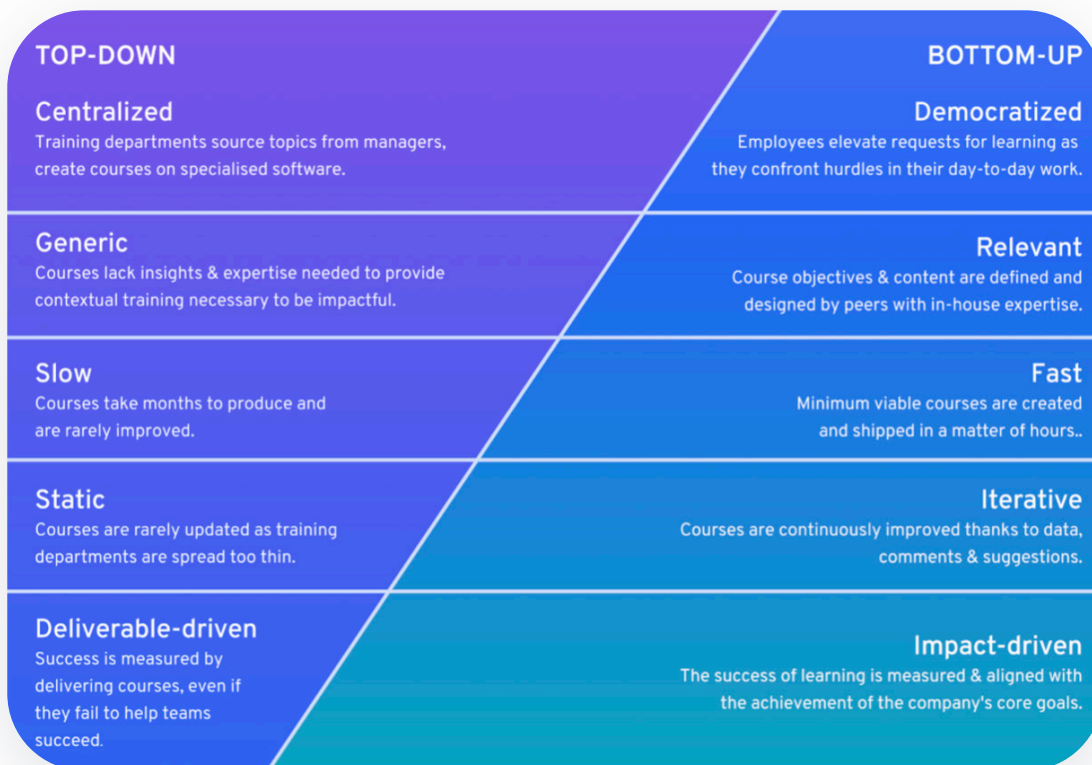 TOP-DOWN
BOTTOM-UP
Centralized
Training departments source topics from managers,
create courses on specialised software.
Democratized
Employees elevate requests for learning as
they confront hurdles in their day-to-day work.
Generic
Courses lack insights & expertise needed to provide
contextual training necessary to be impactful.
Relevant
Course objectives & content are defined and
designed by peers with in-house expertise.
Slow
Courses take months to produce and
are rarely improved.
Fast
Minimum viable courses are created
and shipped in a matter of hours..
Static
Courses are rarely updated as training
departments are spread too thin.
Iterative
Courses are continuously improved thanks to data,
comments & suggestions.
Deliverable-driven
Success is measured by
delivering courses, even if
they fail to help teams
succeed.
Impact-driven
The success of learning is measured & aligned with
the achievement of the company's core goals.